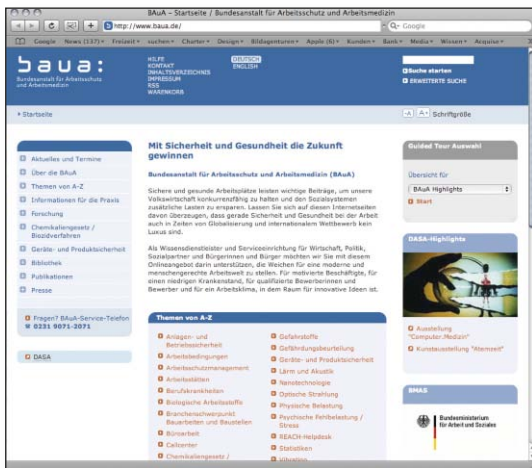 BAuA – Startseite / Bundesanstalt für Arbeitsschutz und Arbeitsmedizin
http://www.baua.de/
Google
Google News (337) Freizeit suchen Charter Design Bildagenturen Apple (6) Kunden Bank Media Wissen Acquise
baua:
Bundesanstalt für Arbeitsschutz
und Arbeitsmedizin
HILFE
KONTAKT
INHALTSVERZEICHNIS
IMPRESSUM
RSS
WARENKORB
DEUTSCH
ENGLISH
Suche starten
ERWEITERTE SUCHE
Startseite
-A A+ Schriftgröße
Aktuelles und Termine
Über die BAuA
Themen von A-Z
Informationen für die Praxis
Forschung
Chemikaliengesetz /
Biozidverfahren
Geräte- und Produktsicherheit
Bibliothek
Publikationen
Presse
Fragen? BAuA-Service-Telefon
0231 9071-2071
DASA
Mit Sicherheit und Gesundheit die Zukunft
gewinnen
Bundesanstalt für Arbeitsschutz und Arbeitsmedizin (BAuA)
Sichere und gesunde Arbeitsplätze leisten wichtige Beiträge, um unsere
Volkswirtschaft konkurrenzfähig zu halten und den Sozialsystemen
zusätzliche Lasten zu ersparen. Lassen Sie sich auf diesen Internetseiten
davon überzeugen, dass gerade Sicherheit und Gesundheit bei der Arbeit
auch in Zeiten von Globalisierung und internationalem Wettbewerb kein
Luxus sind.
Als Wissensdienstleister und Serviceeinrichtung für Wirtschaft, Politik,
Sozialpartner und Bürgerinnen und Bürger möchten wir Sie mit diesem
Onlineangebot darin unterstützen, die Weichen für eine moderne und
menschengerechte Arbeitswelt zu stellen. Für motivierte Beschäftigte, für
einen niedrigen Krankenstand, für qualifizierte Bewerberinnen und
Bewerber und für ein Arbeitsklima, in dem Raum für innovative Ideen ist.
Themen von A-Z
Anlagen- und
Betriebssicherheit
Arbeitsbedingungen
Arbeitsschutzmanagement
Arbeitsstätten
Berufskrankheiten
Biologische Arbeitsstoffe
Branchenschwerpunkt
Bauarbeiten und Baustellen
Büroarbeit
Callcenter
Chemikaliengesetz /
Gefahrstoffe
Gefährdungsbeurteilung
Geräte- und Produktsicherheit
Lärm und Akustik
Nanotechnologie
Optische Strahlung
Physische Belastung
Psychische Fehlbelastung /
Stress
REACH-Helpdesk
Statistiken
Vibration
Guided Tour Auswahl
Übersicht für
BAuA Highlights
Start
DASA-Highlights
Ausstellung
"Computer.Medizin"
Kunstausstellung "Atemzeit"
BMAS
Bundesministerium
für Arbeit und Soziales